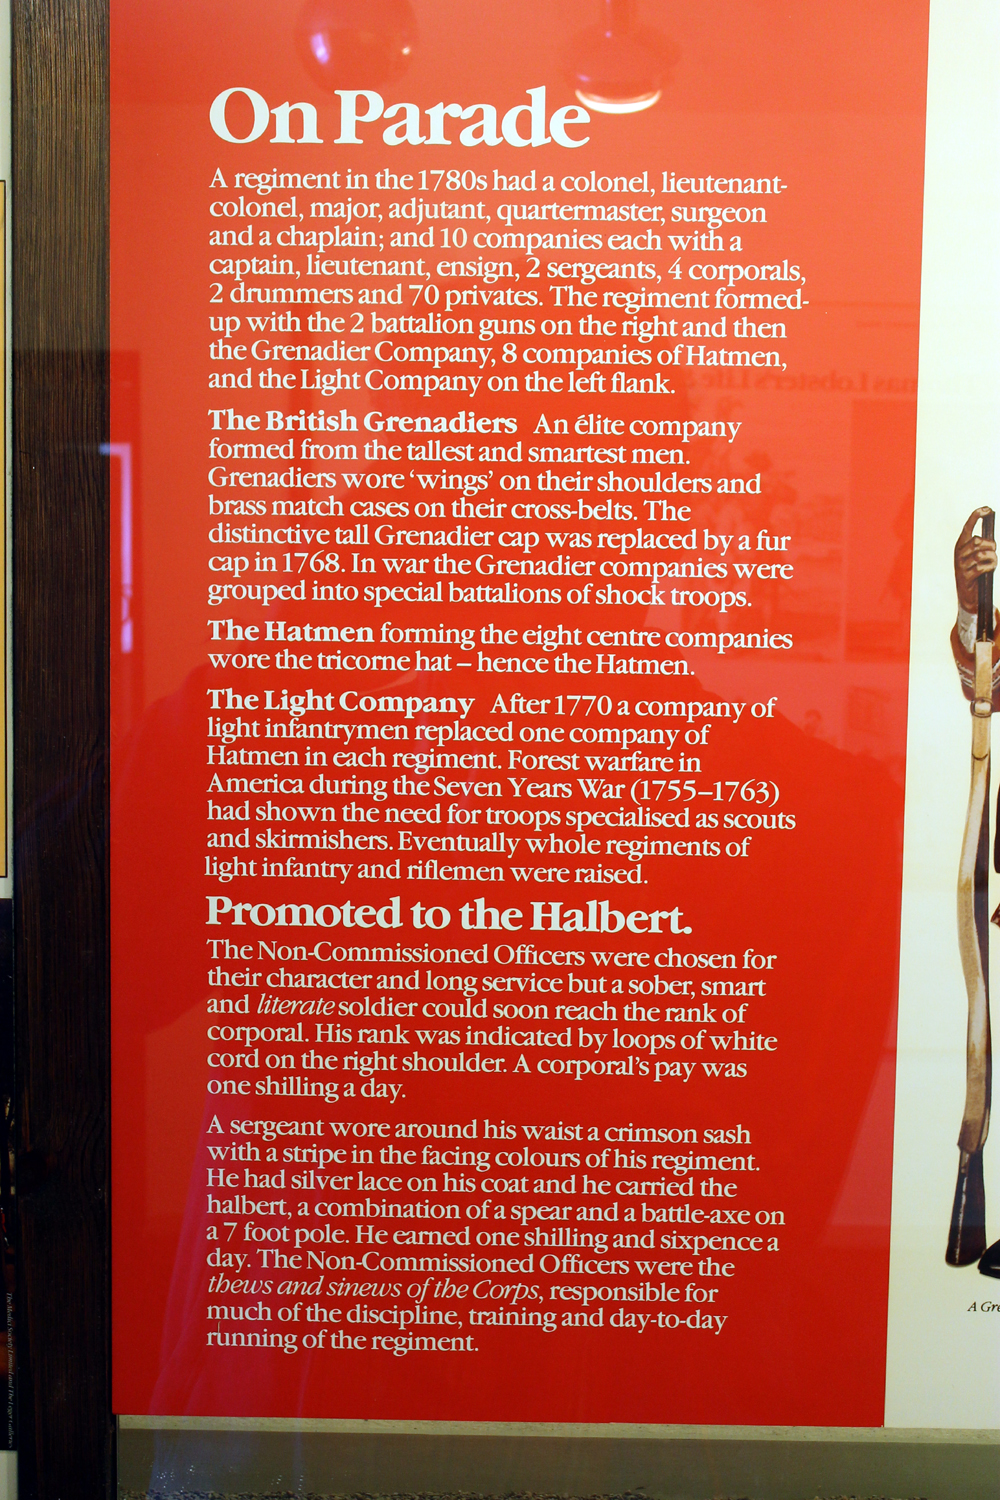 On Parade
A regiment in the 1780s had a colonel, lieutenant-
colonel, major, adjutant, quartermaster, surgeon
and a chaplain; and 10 companies each with a
captain, lieutenant, ensign, 2 sergeants, 4 corporals,
2 drummers and 70 privates. The regiment formed-
up with the 2 battalion guns on the right and then
the Grenadier Company, 8 companies of Hatmen,
and the Light Company on the left flank.
The British Grenadiers An élite company
formed from the tallest and smartest men.
Grenadiers wore ‘wings’ on their shoulders and
brass match cases on their cross-belts. The
distinctive tall Grenadier cap was replaced by a fur
cap in 1768. In war the Grenadier companies were
grouped into special battalions of shock troops.
The Hatmen forming the eight centre companies
wore the tricorne hat – hence the Hatmen.
The Light Company After 1770 a company of
light infantrymen replaced one company of
Hatmen in each regiment. Forest warfare in
America during the Seven Years War (1755–1763)
had shown the need for troops specialised as scouts
and skirmishers. Eventually whole regiments of
light infantry and riflemen were raised.
Promoted to the Halbert.
The Non-Commissioned Officers were chosen for
their character and long service but a sober, smart
and literate soldier could soon reach the rank of
corporal. His rank was indicated by loops of white
cord on the right shoulder. A corporal’s pay was
one shilling a day.
A sergeant wore around his waist a crimson sash
with a stripe in the facing colours of his regiment.
He had silver lace on his coat and he carried the
halbert, a combination of a spear and a battle-axe on
a 7 foot pole. He earned one shilling and sixpence a
day. The Non-Commissioned Officers were the
thews and sinews of the Corps, responsible for
much of the discipline, training and day-to-day
running of the regiment.
A Gre